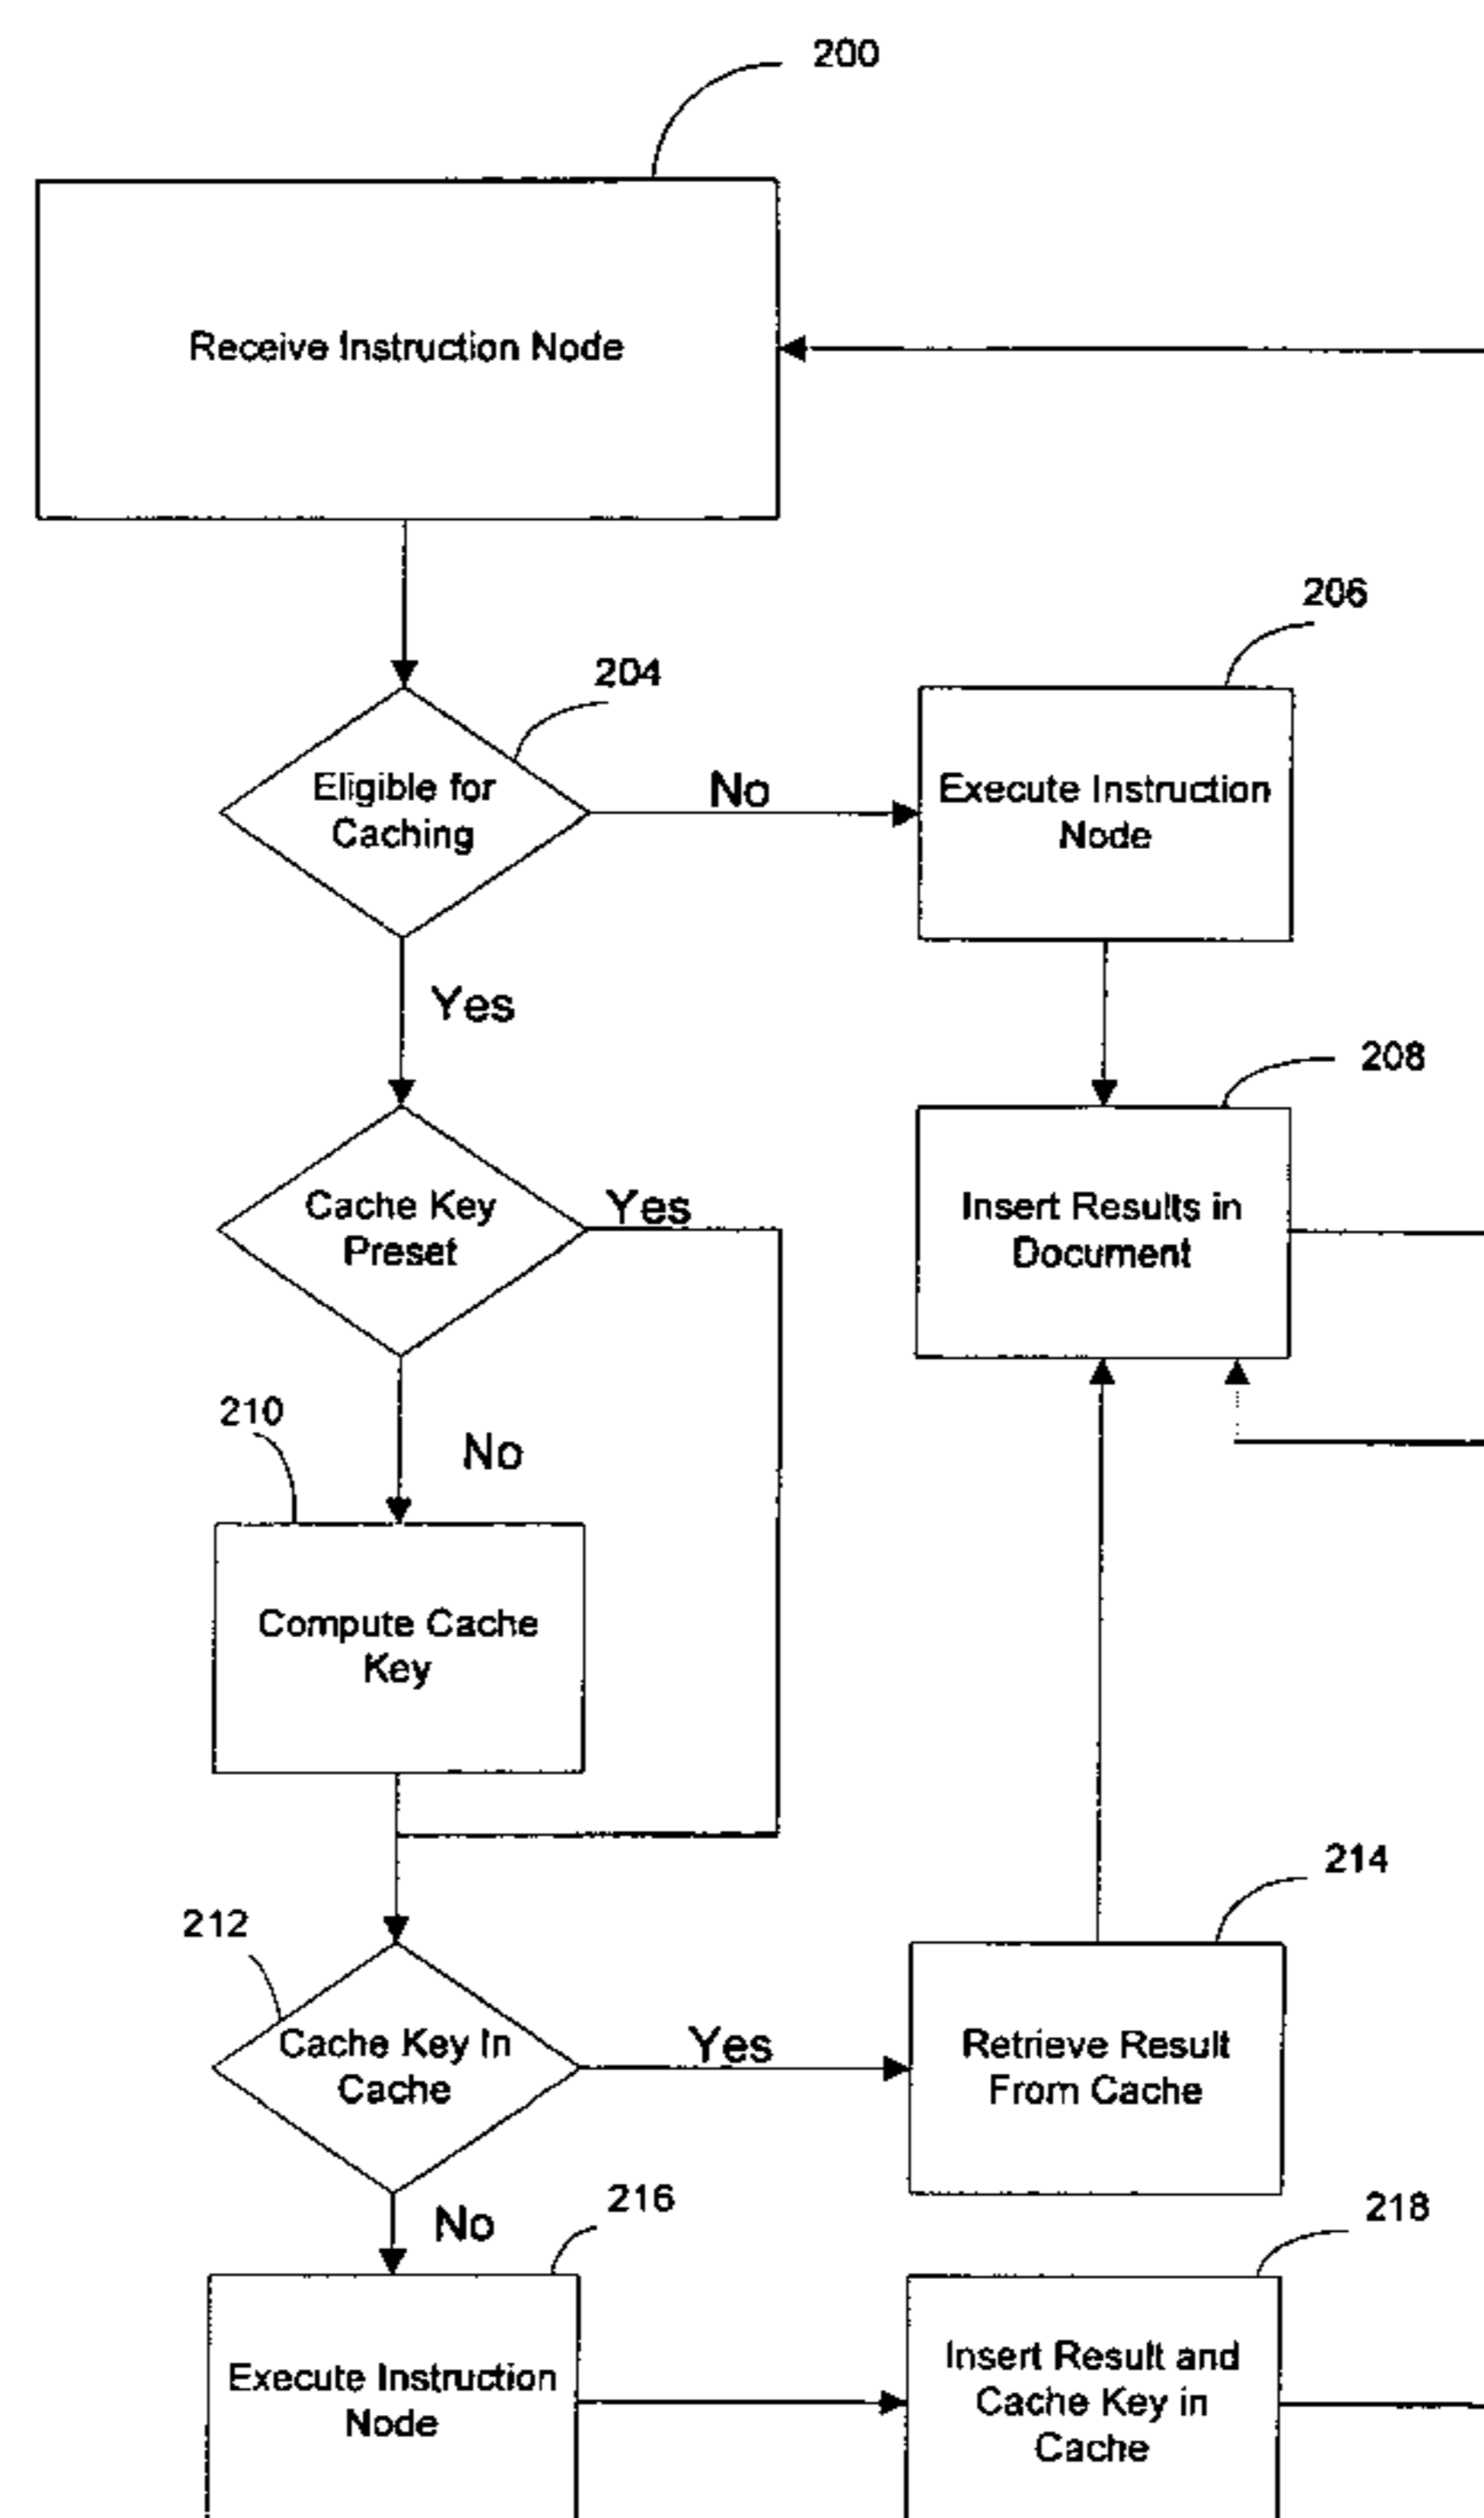 200
Receive Instruction Node
206
204
Eligible for
Caching
No
Execute Instruction
Node
Yes
208
Cache Key
Preset
Yes
Insert Results in
Document
210
No
Compute Cache
Key
214
212
Cache Key In
Cache
Yes
Retrieve Result
From Cache
No
216
218
Execute Instruction
Node
Insert Result and
Cache Key in
Cache